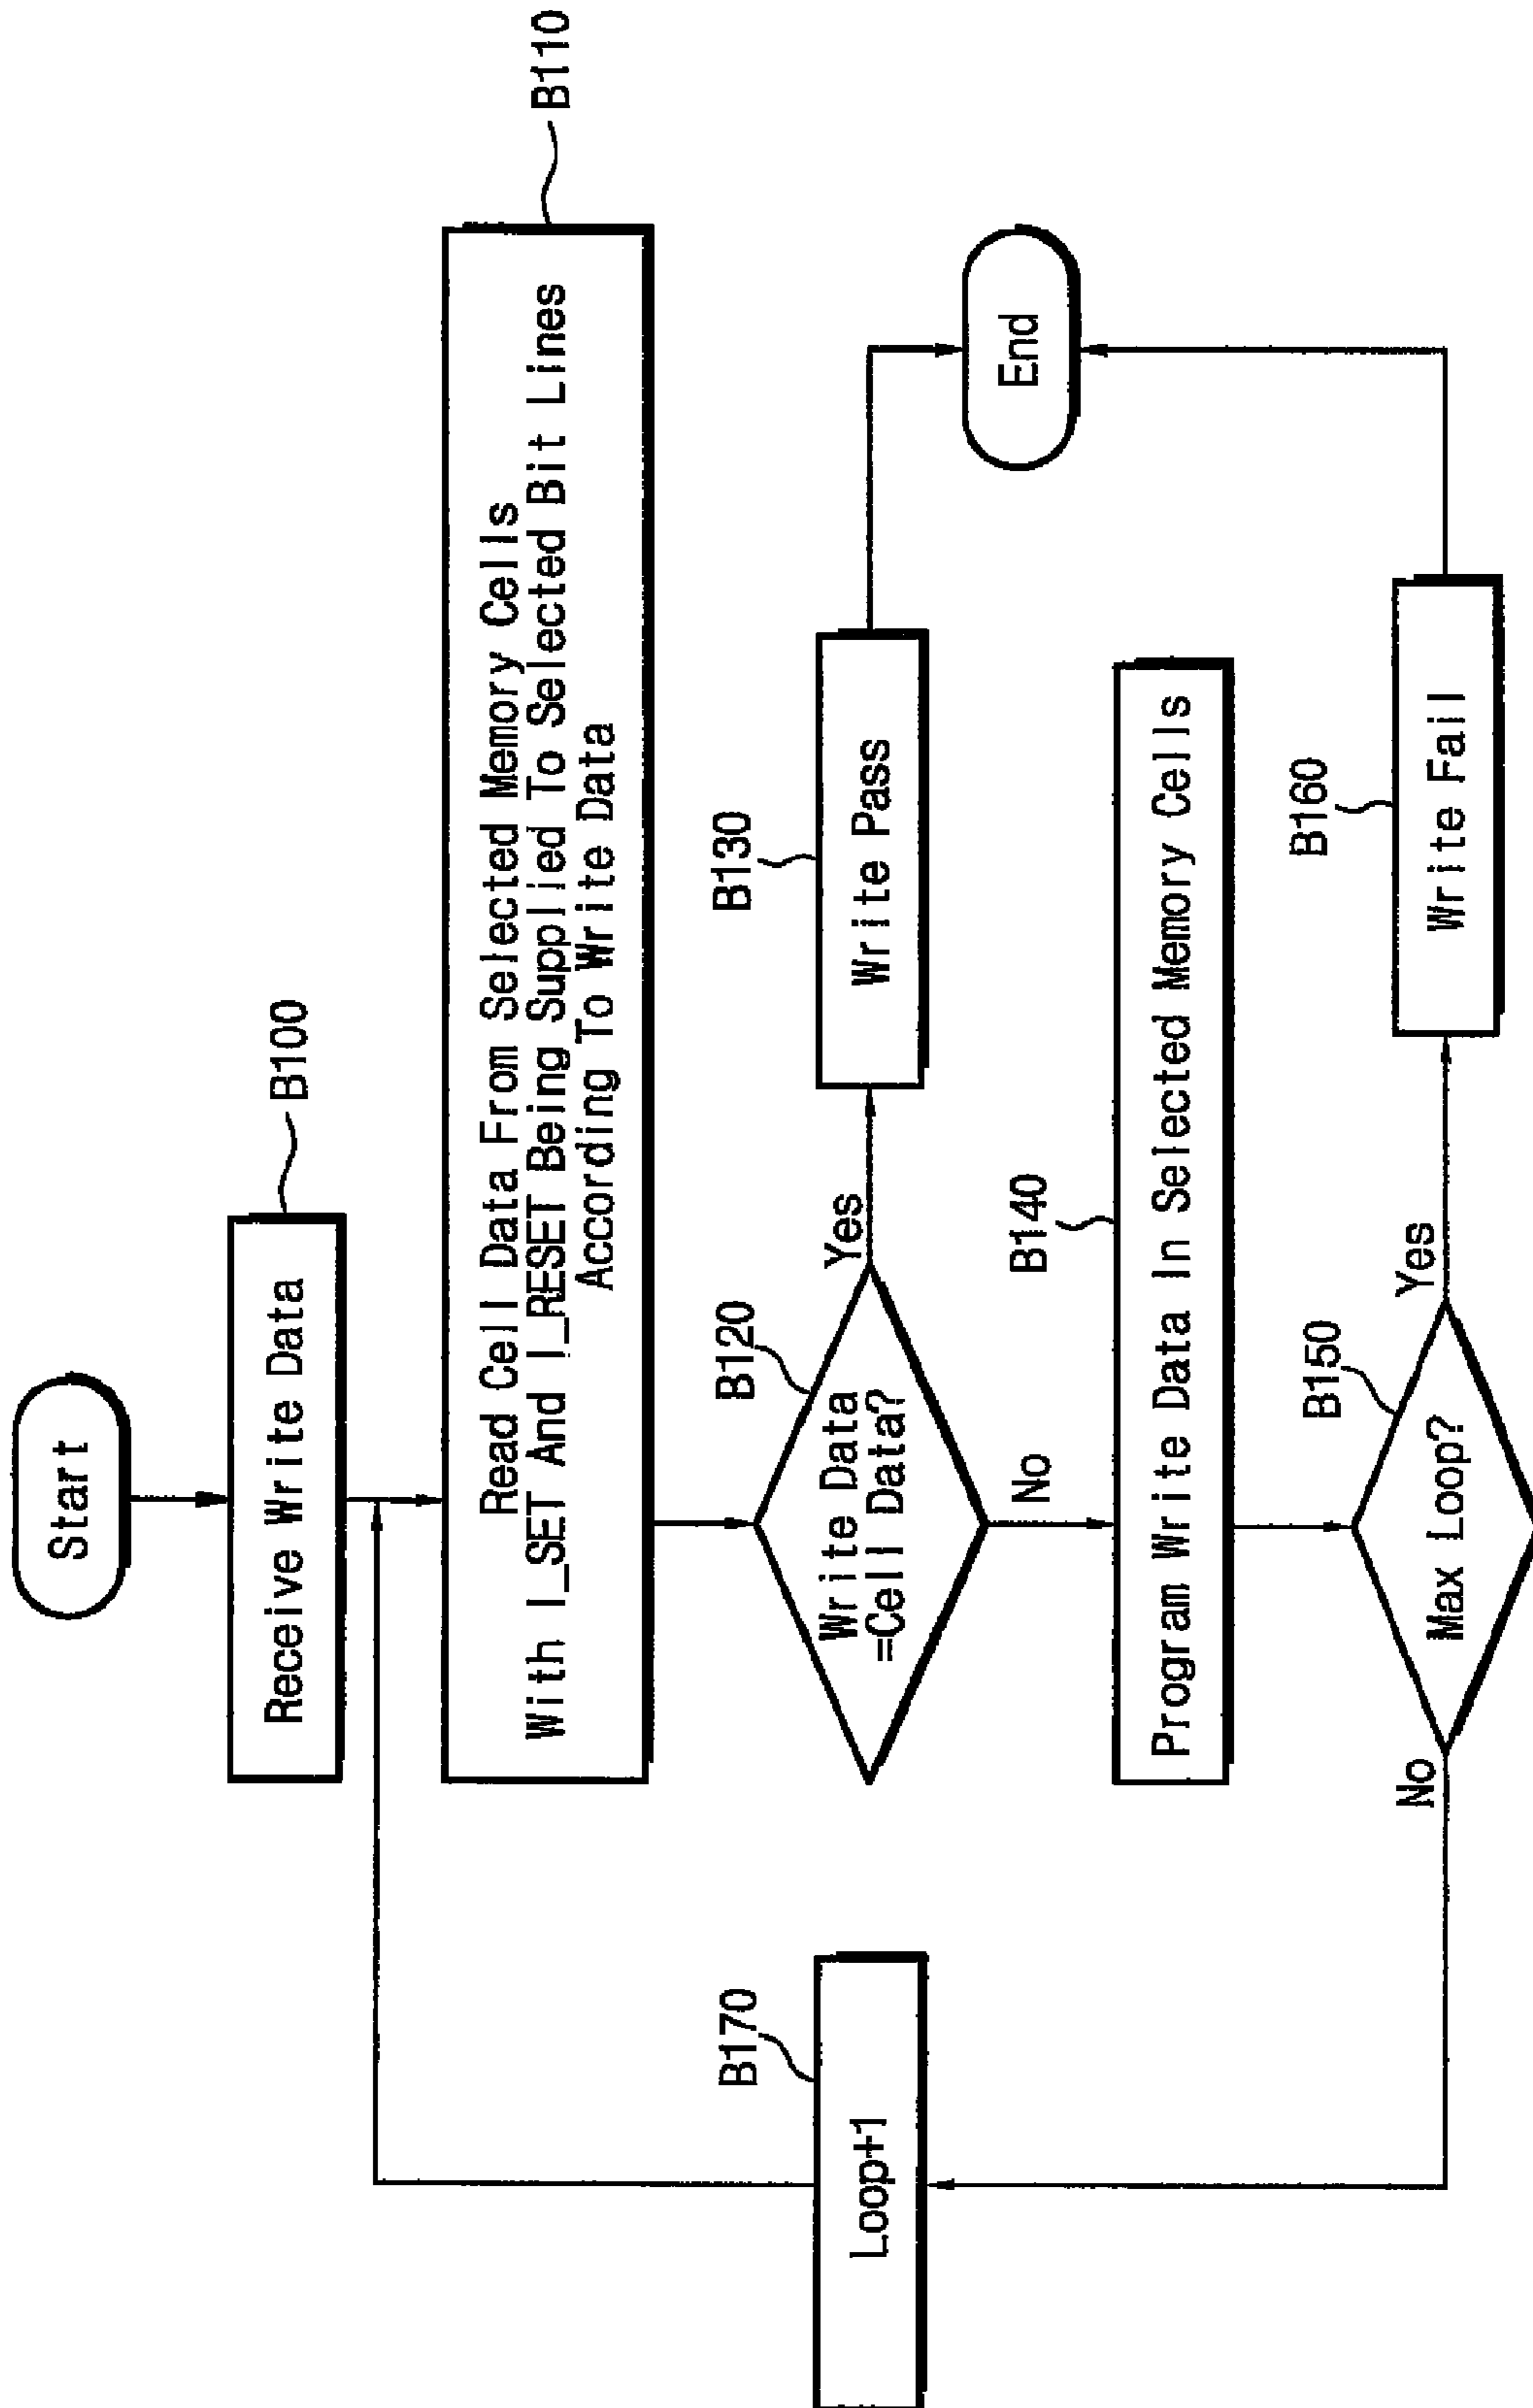 Start
Receive Write Data
B100
Read Cell Data From Selected Memory Cells
With I_SET And I_RESET Being Supplied To Selected Bit Lines
According To Write Data
B110
B120
Write Data
=Cell Data?
Yes
No
B130
Write Pass
End
B140
Program Write Data In Selected Memory Cells
B150
Max Loop?
Yes
No
B160
Write Fail
B170
Loop+1